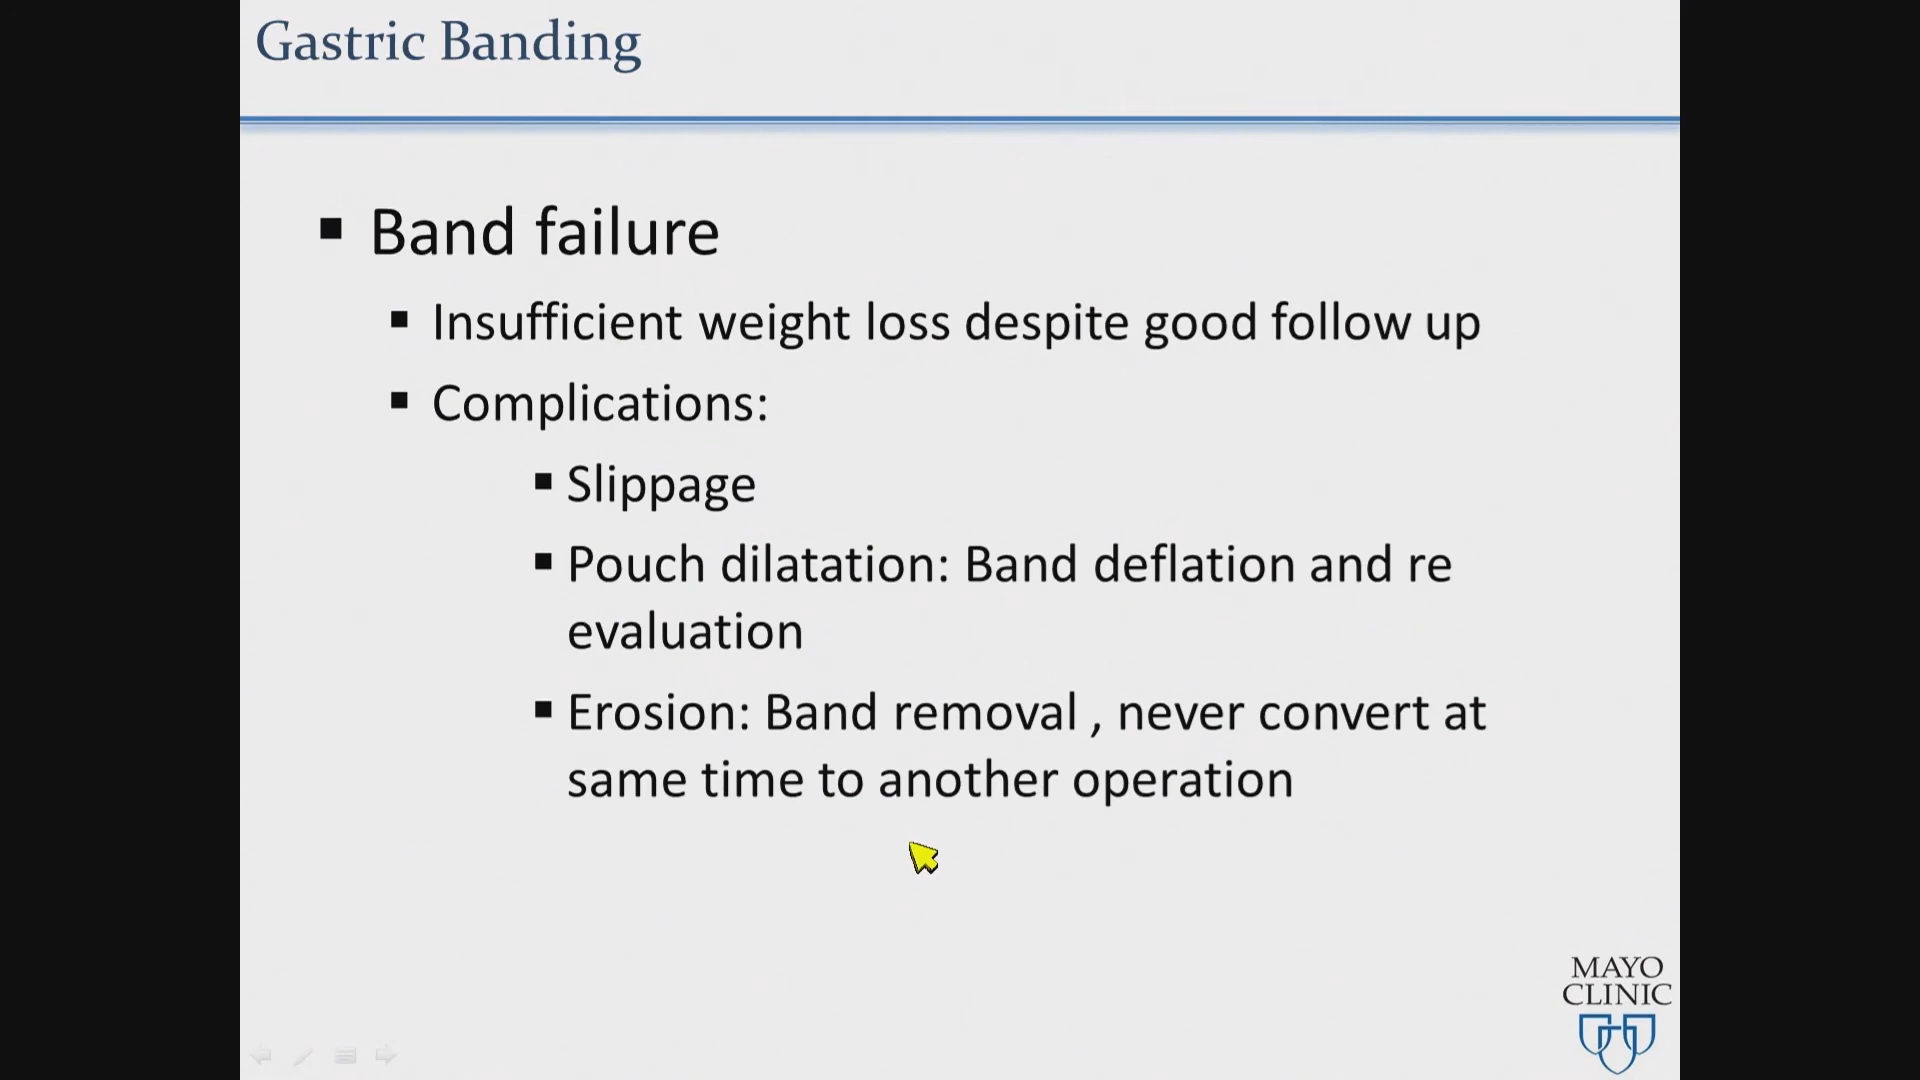 Gastric Banding
▪ Band failure
▪ Insufficient weight loss despite good follow up
▪ Complications:
▪ Slippage
▪ Pouch dilatation: Band deflation and re
evaluation
▪ Erosion: Band removal , never convert at
same time to another operation
MAYO
CLINIC